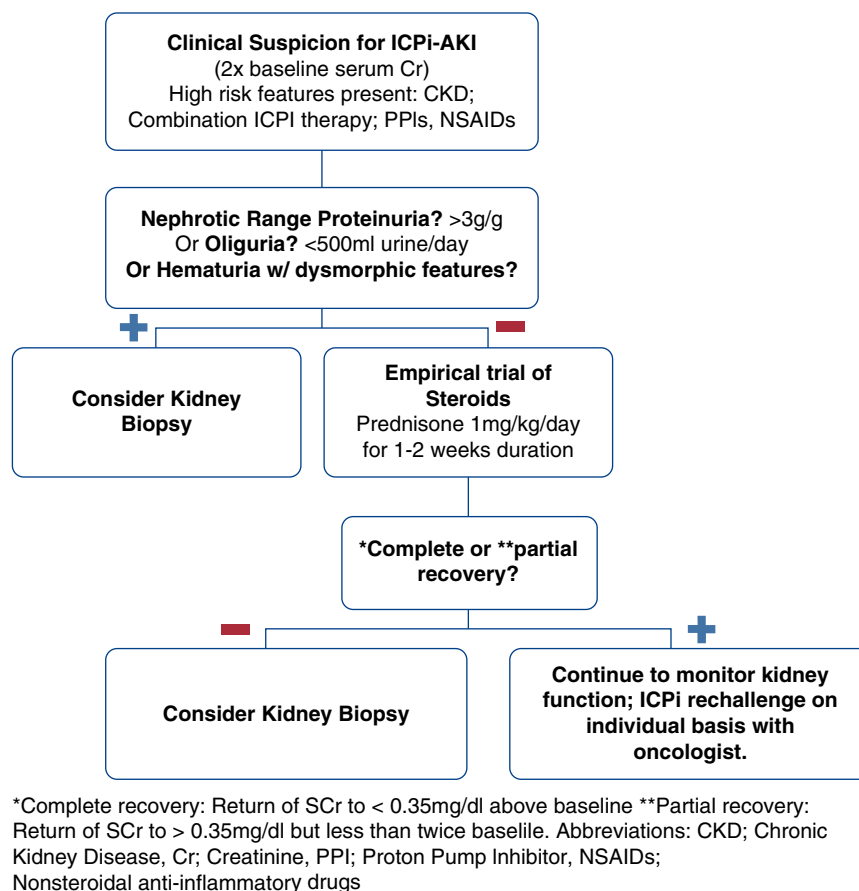 Clinical Suspicion for ICPi-AKI
(2x baseline serum Cr)
High risk features present: CKD;
Combination ICPI therapy; PPIs, NSAIDs
Nephrotic Range Proteinuria? >3g/g
Or Oliguria? <500ml urine/day
Or Hematuria w/ dysmorphic features?
Consider Kidney
Biopsy
Empirical trial of
Steroids
Prednisone 1mg/kg/day
for 1-2 weeks duration
*Complete or **partial
recovery?
Consider Kidney Biopsy
Continue to monitor kidney
function; ICPi rechallenge on
individual basis with
oncologist.
*Complete recovery: Return of SCr to < 0.35mg/dl above baseline **Partial recovery:
Return of SCr to > 0.35mg/dl but less than twice baselile. Abbreviations: CKD; Chronic
Kidney Disease, Cr; Creatinine, PPI; Proton Pump Inhibitor, NSAIDs;
Nonsteroidal anti-inflammatory drugs